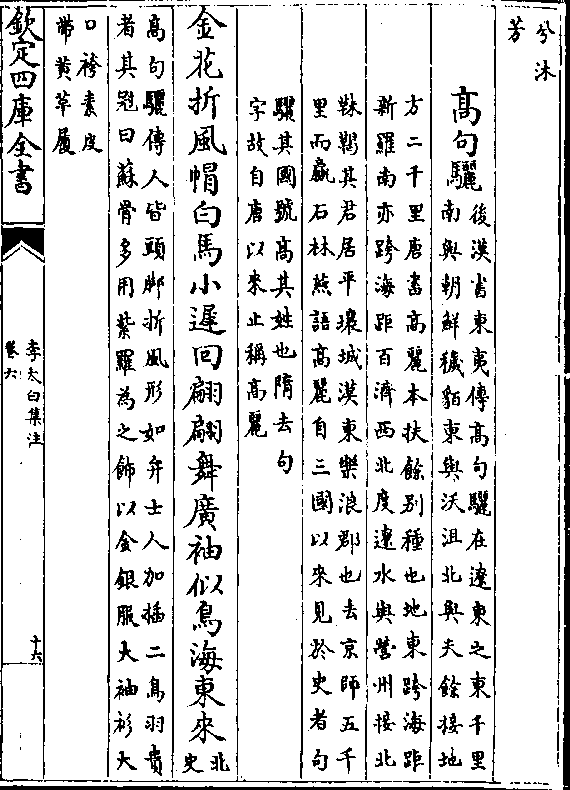 兮沐
芳
高句驪後漢書東夷傳高句驪在遼東之東千里
南與朝鮮穢貊東與沃沮北與夫餘接地
方二千里唐書高麗本扶餘别種也地東跨海距
新羅南亦跨海距百濟西北度遼水與營州接北
靺鞨其君居平壤城漢東樂浪郡也去京師五千
里而贏石林燕語高麗自三國以來見於史者句
驪其國號高其姓也隋去句
字故自唐以來止稱高麗
金花折風帽白馬小遲回翩翩舞廣袖似鳥海東來北
史
高句驪傳人皆頭脚折風形如弁士人加插二鳥羽貴
者其冠曰蘇骨多用紫羅為之飾以金銀服大袖衫大
口袴素皮
帶黄革履
欽定四庫全書
李太白集注
卷六
十六